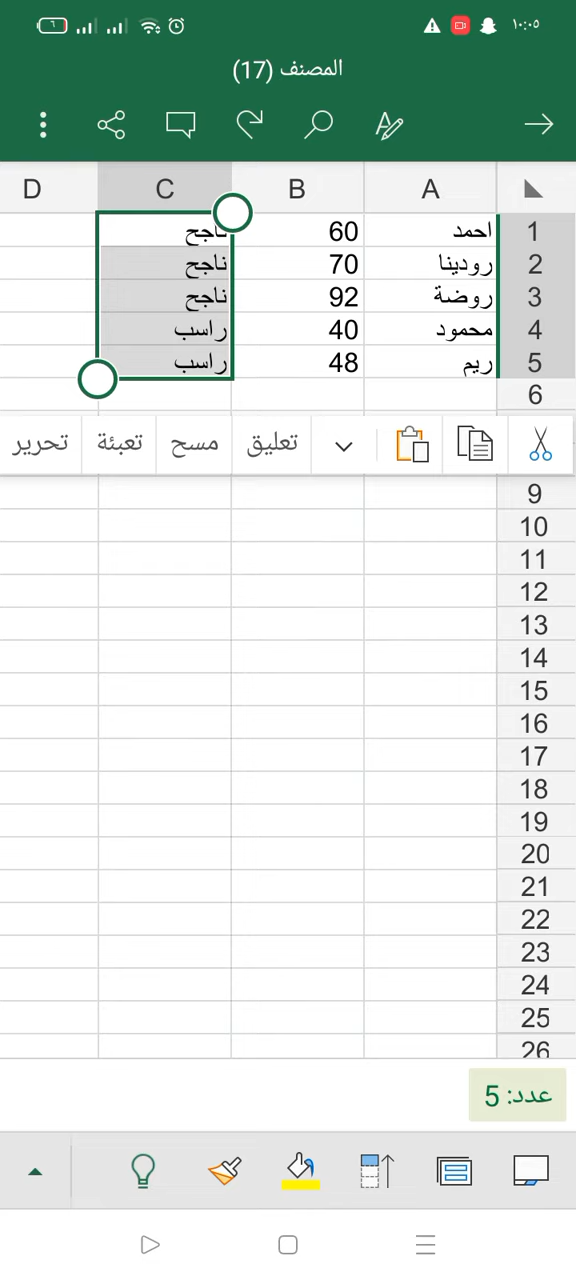 ١٠:٠٥
٦
المصنف (17)
A B C D
1 احمد 60 ناجح
2 رودينا 70 ناجح
3 روضة 92 ناجح
4 محمود 40 راسب
5 ريم 48 راسب
6
تعليق مسح تعبئة تحرير
9
10
11
12
13
14
15
16
17
18
19
20
21
22
23
24
25
26
عدد: 5